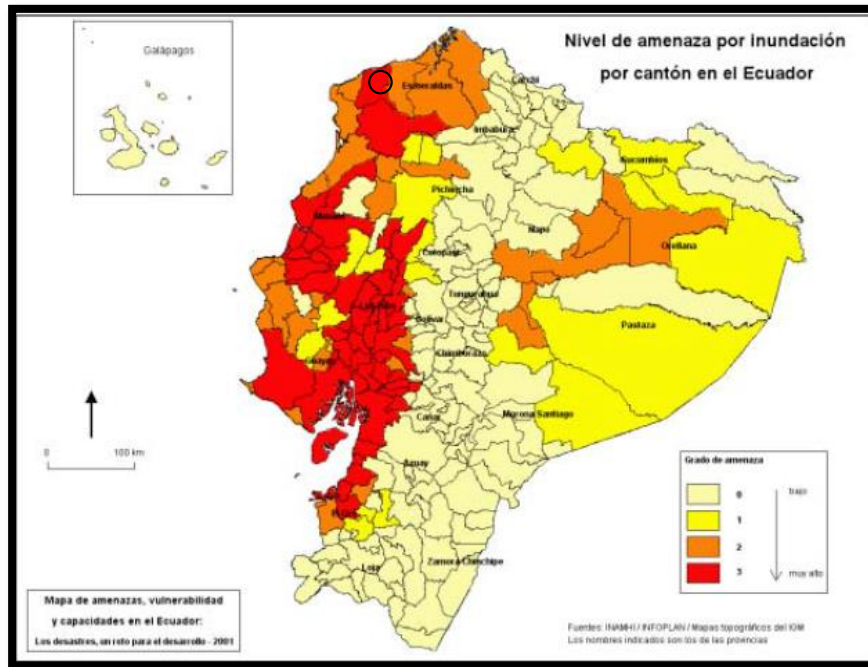 Nivel de amenaza por inundación
por cantón en el Ecuador
Galápagos
Carchi
Esmeraldas
Imbabura
Sucumbíos
Pichincha
Manabí
Napo
Orellana
Cotopaxi
Los Ríos
Tungurahua
Bolívar
Pastaza
Guayas
Chimborazo
Morona Santiago
Cañar
Azuay
0
100 km
Loja
Zamora Chinchipe
Grado de amenaza
0
bajo
1
2
3
muy alto
Mapa de amenazas, vulnerabilidad
y capacidades en el Ecuador:
Los desastres, un reto para el desarrollo - 2001
Fuentes: INAMHI / INFOPLAN / Mapas topográficos del IGM
Los nombres indicados son los de las provincias